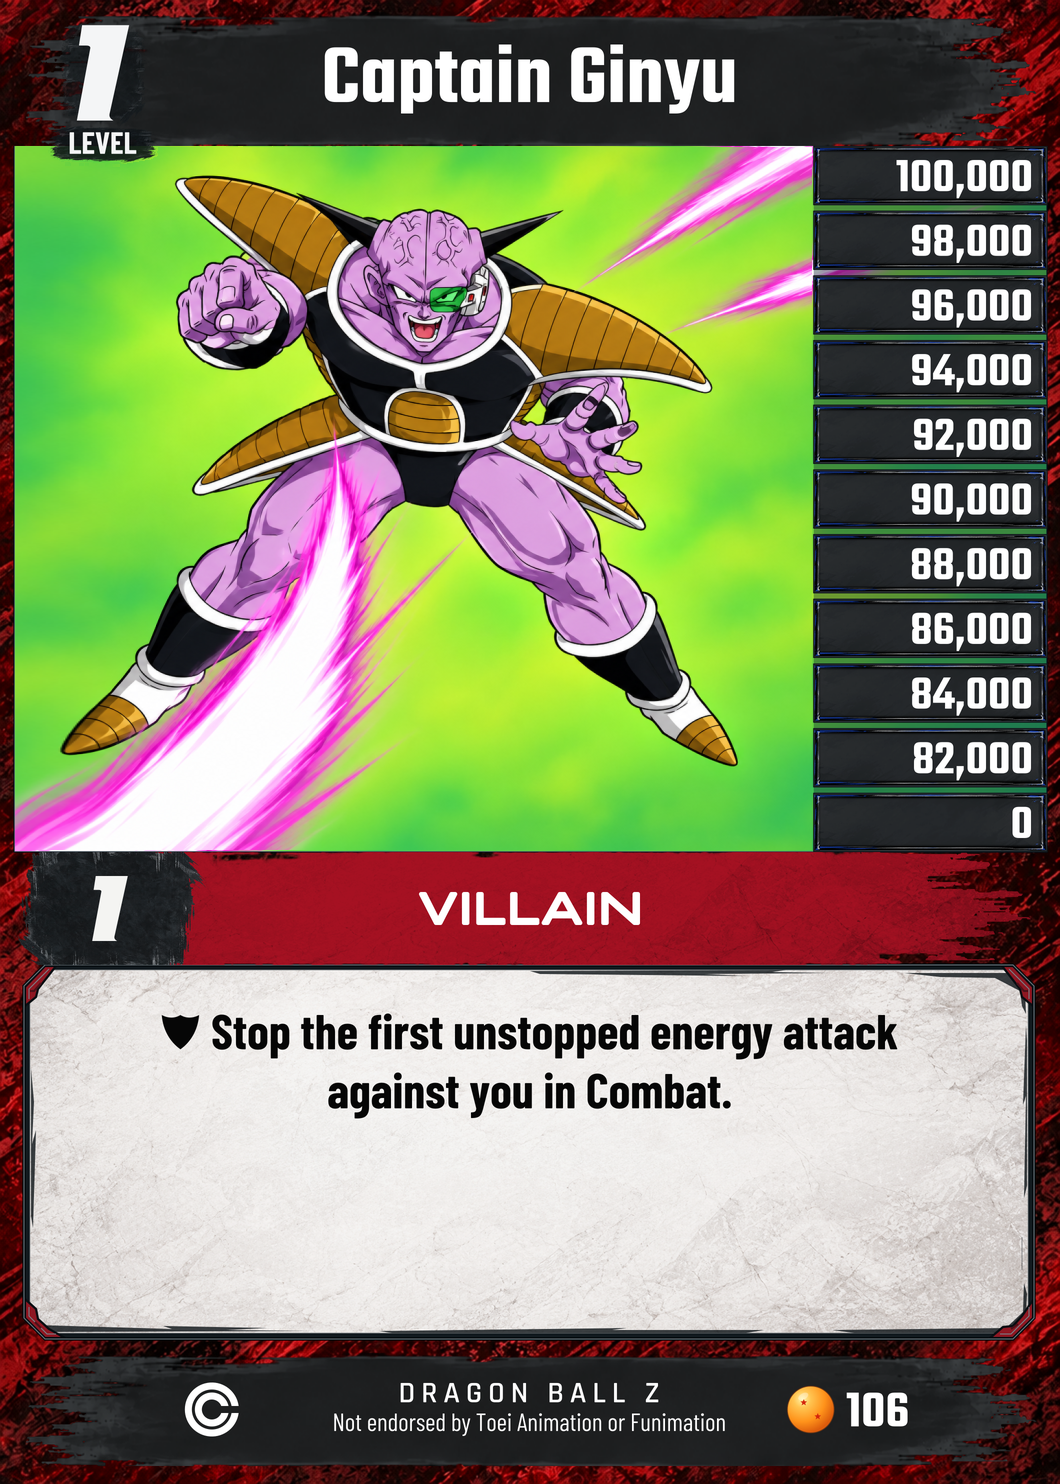 1
LEVEL
Captain Ginyu
100,000
98,000
96,000
94,000
92,000
90,000
88,000
86,000
84,000
82,000
0
1
VILLAIN
Stop the first unstopped energy attack
against you in Combat.
DRAGON BALL Z
Not endorsed by Toei Animation or Funimation
106